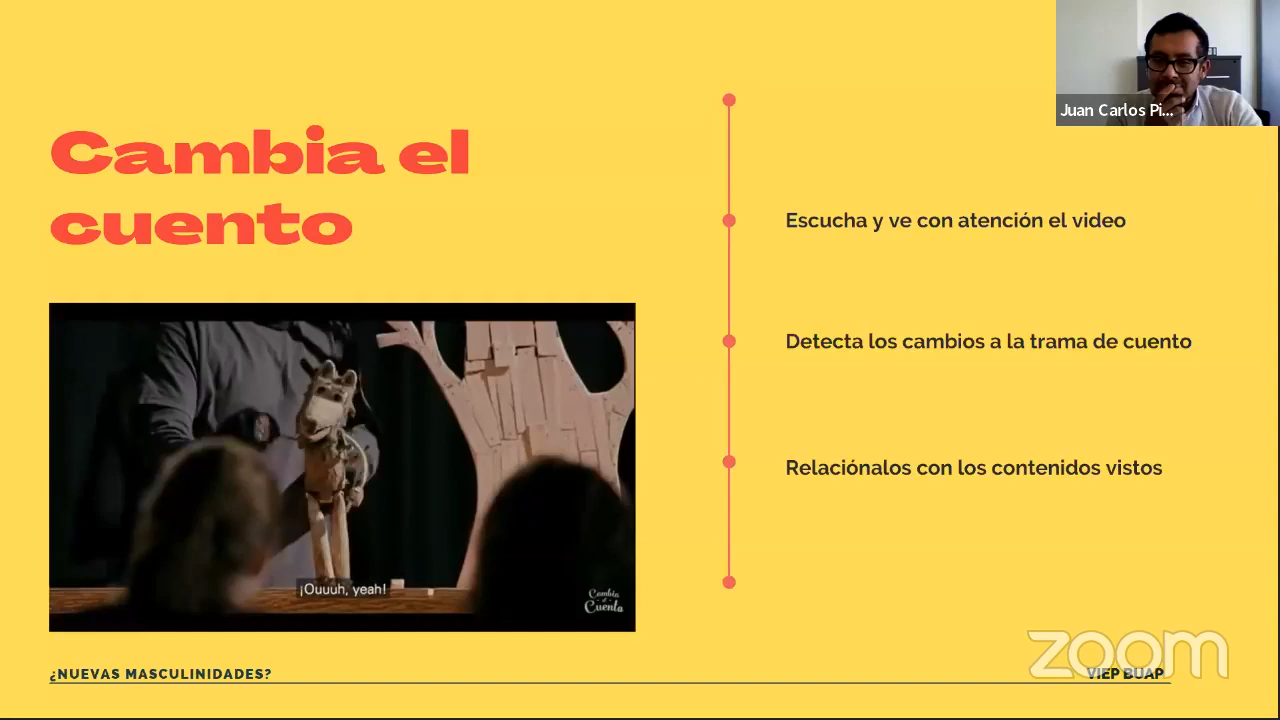 Juan Carlos Pi...
Cambia el
cuento
Escucha y ve con atención el video
Detecta los cambios a la trama de cuento
Relaciónalos con los contenidos vistos
¡Ouuuh, yeah!
Cambia
el
Cuento
¿NUEVAS MASCULINIDADES?
VIEP BUAP
zoom